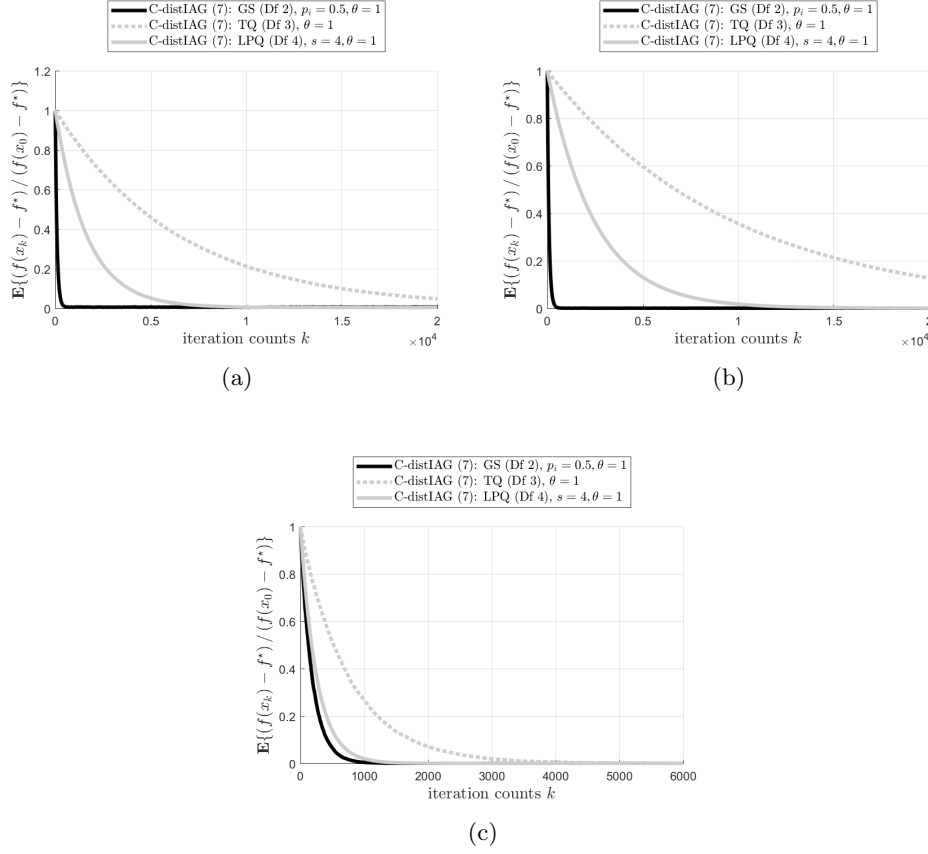 C-distIAG (7): GS (Df 2), p_i = 0.5, θ = 1
C-distIAG (7): TQ (Df 3), θ = 1
C-distIAG (7): LPQ (Df 4), s = 4, θ = 1
E{(f(x_k) − f⋆) / (f(x_0) − f⋆)}
1.2
1
0.8
0.6
0.4
0.2
0
0 0.5 1 1.5 2
×10^4
iteration counts k
(a)
C-distIAG (7): GS (Df 2), p_i = 0.5, θ = 1
C-distIAG (7): TQ (Df 3), θ = 1
C-distIAG (7): LPQ (Df 4), s = 4, θ = 1
E{(f(x_k) − f⋆) / (f(x_0) − f⋆)}
1
0.8
0.6
0.4
0.2
0
0 0.5 1 1.5 2
×10^4
iteration counts k
(b)
C-distIAG (7): GS (Df 2), p_i = 0.5, θ = 1
C-distIAG (7): TQ (Df 3), θ = 1
C-distIAG (7): LPQ (Df 4), s = 4, θ = 1
E{(f(x_k) − f⋆) / (f(x_0) − f⋆)}
1
0.8
0.6
0.4
0.2
0
0 1000 2000 3000 4000 5000 6000
iteration counts k
(c)